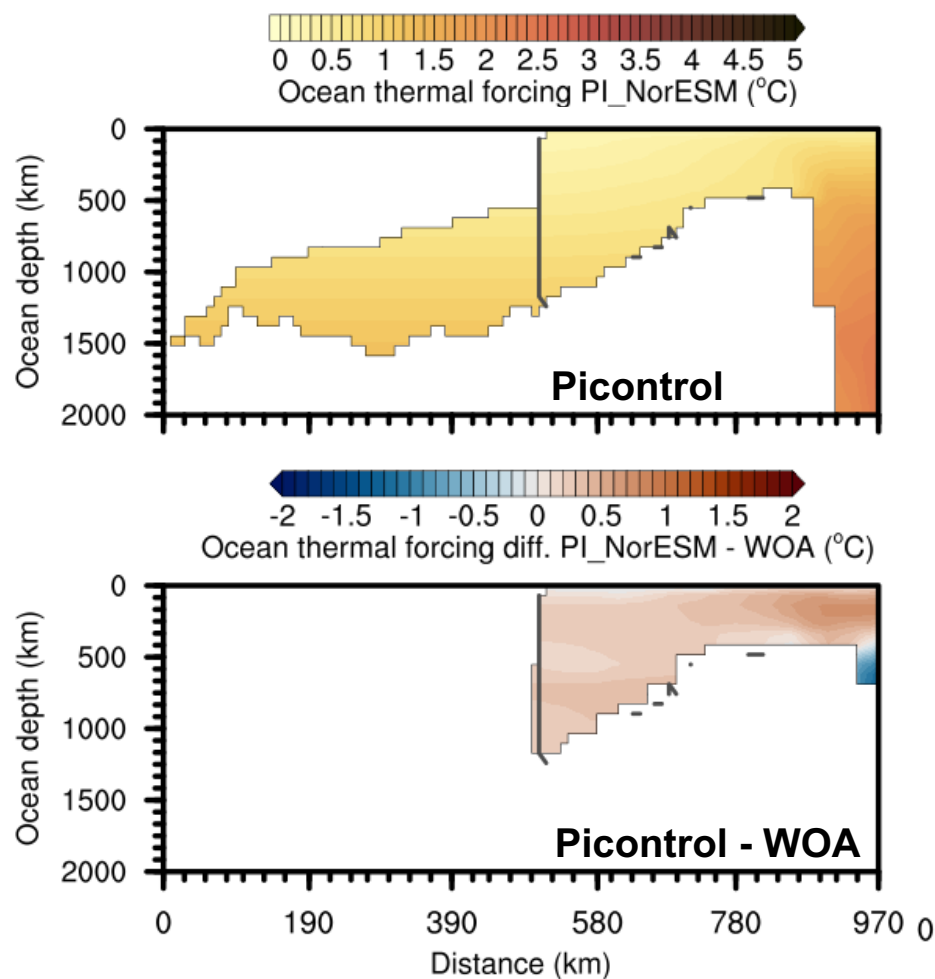 0 0.5 1 1.5 2 2.5 3 3.5 4 4.5 5
Ocean thermal forcing PI_NorESM (°C)
Ocean depth (km)
0
500
1000
1500
2000
Picontrol
-2 -1.5 -1 -0.5 0 0.5 1 1.5 2
Ocean thermal forcing diff. PI_NorESM - WOA (°C)
Ocean depth (km)
0
500
1000
1500
2000
Picontrol - WOA
0 190 390 580 780 970 0
Distance (km)